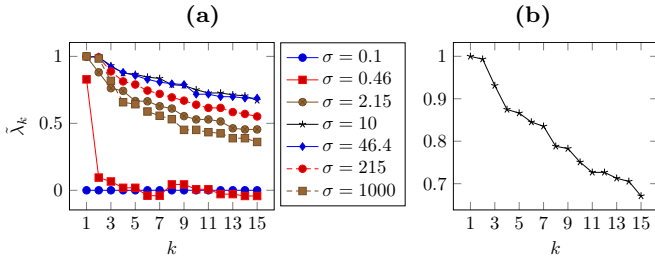 (a)
(b)
1
0.5
0
λ̃_k
1 3 5 7 9 11 13 15
k
σ = 0.1
σ = 0.46
σ = 2.15
σ = 10
σ = 46.4
σ = 215
σ = 1000
1
0.9
0.8
0.7
1 3 5 7 9 11 13 15
k